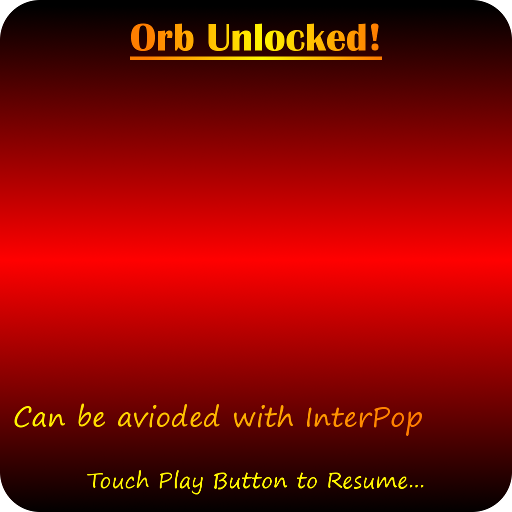 Orb Unlocked!
Can be avioded with InterPop
Touch Play Button to Resume...